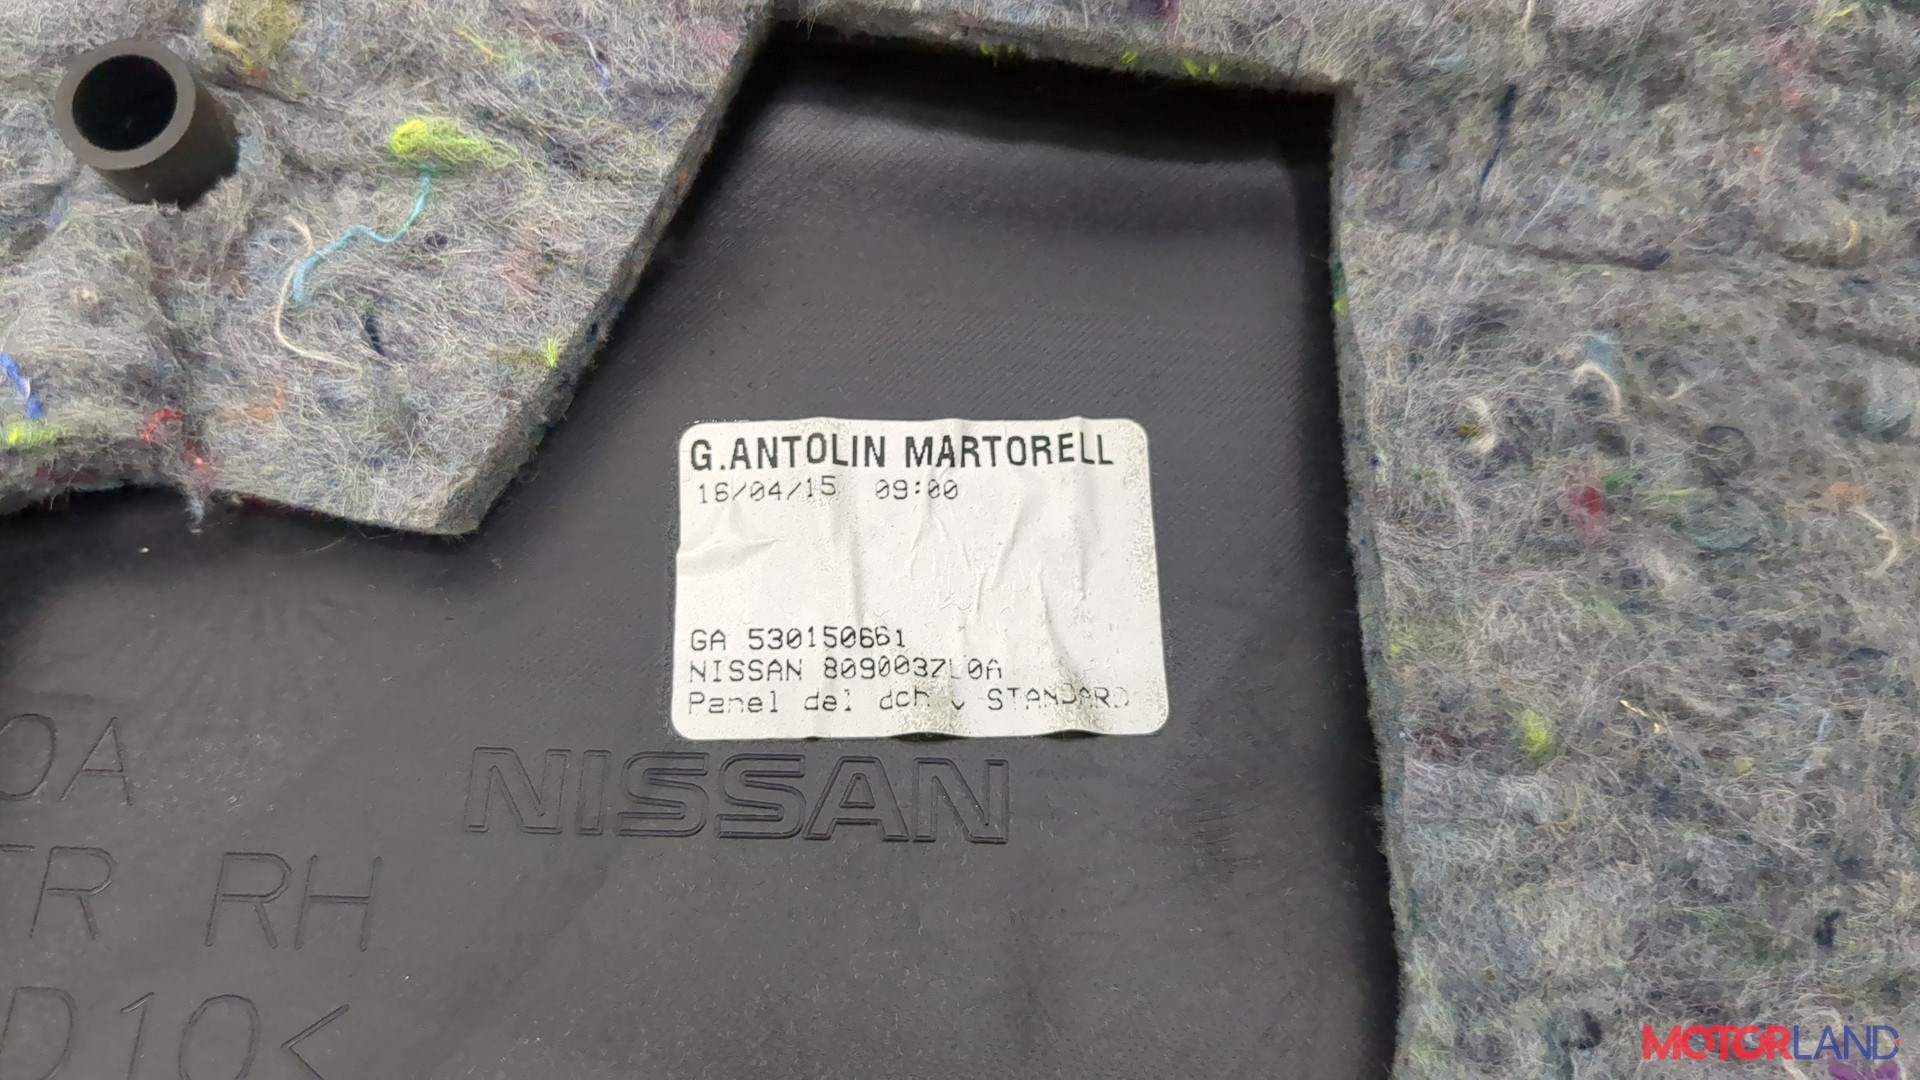 G.ANTOLIN MARTORELL
16/04/15 09:00
GA 530150661
NISSAN 809003ZL0A
Panel del dch STANDARD
NISSAN
0A
TR RH
D10<
MOTORLAND